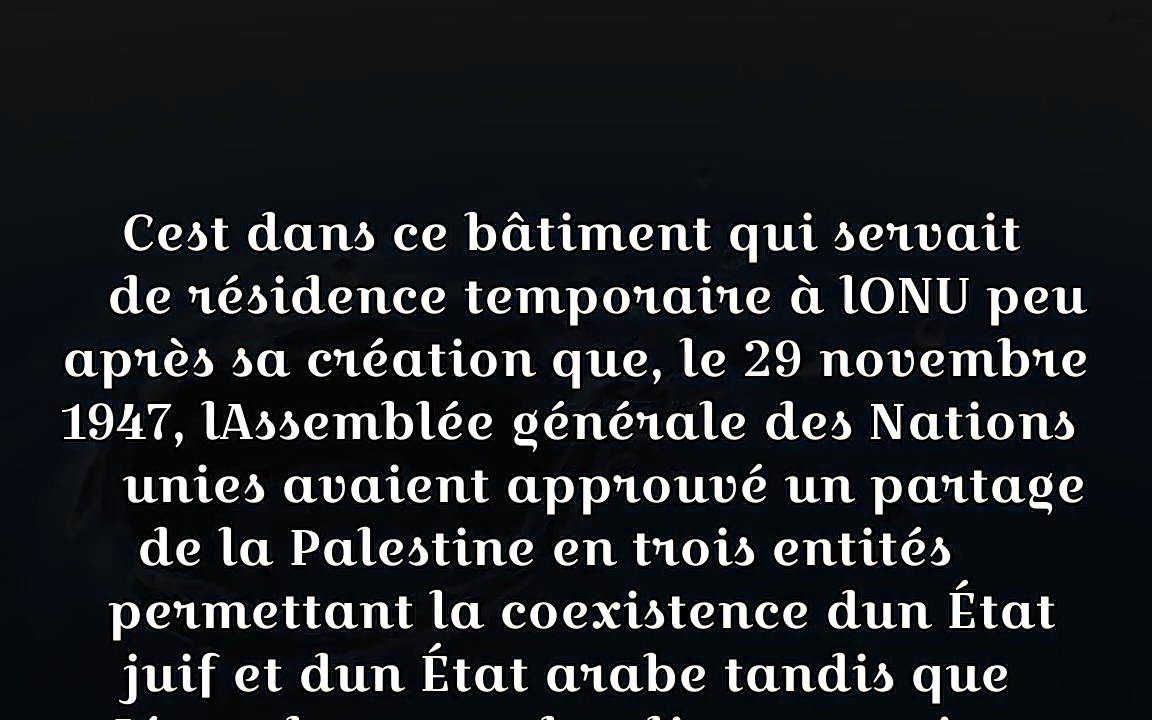 Cest dans ce bâtiment qui servait
de résidence temporaire à lONU peu
après sa création que, le 29 novembre
1947, lAssemblée générale des Nations
unies avaient approuvé un partage
de la Palestine en trois entités
permettant la coexistence dun État
juif et dun État arabe tandis que